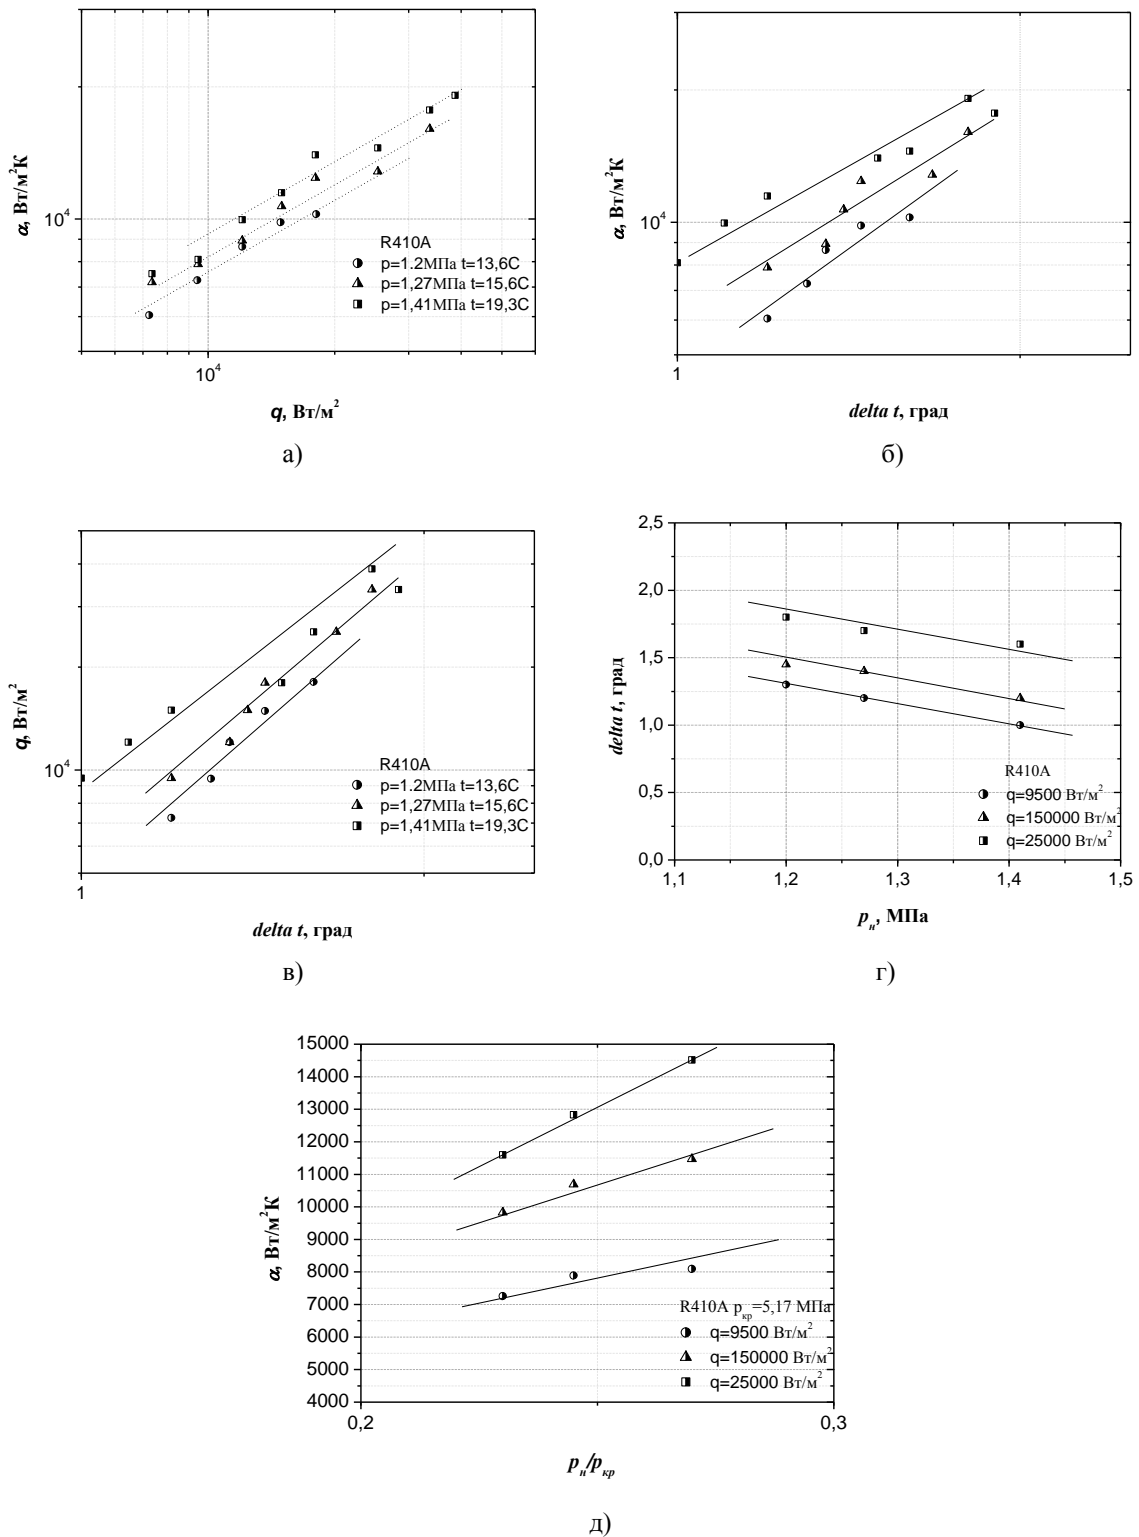 10⁴
α, Вт/м²К
R410A
p=1.2МПа t=13,6C
p=1,27МПа t=15,6C
p=1,41МПа t=19,3C
10⁴
q, Вт/м²
а)
10⁴
α, Вт/м²К
1
delta t, град
б)
10⁴
q, Вт/м²
R410A
p=1.2МПа t=13,6C
p=1,27МПа t=15,6C
p=1,41МПа t=19,3C
1
delta t, град
в)
2,5
2,0
1,5
1,0
0,5
0,0
delta t, град
R410A
q=9500 Вт/м²
q=150000 Вт/м²
q=25000 Вт/м²
1,1 1,2 1,3 1,4 1,5
pн, МПа
г)
15000
14000
13000
12000
11000
10000
9000
8000
7000
6000
5000
4000
α, Вт/м²К
R410A pкр=5,17 МПа
q=9500 Вт/м²
q=150000 Вт/м²
q=25000 Вт/м²
0,2 0,3
pн/pкр
д)